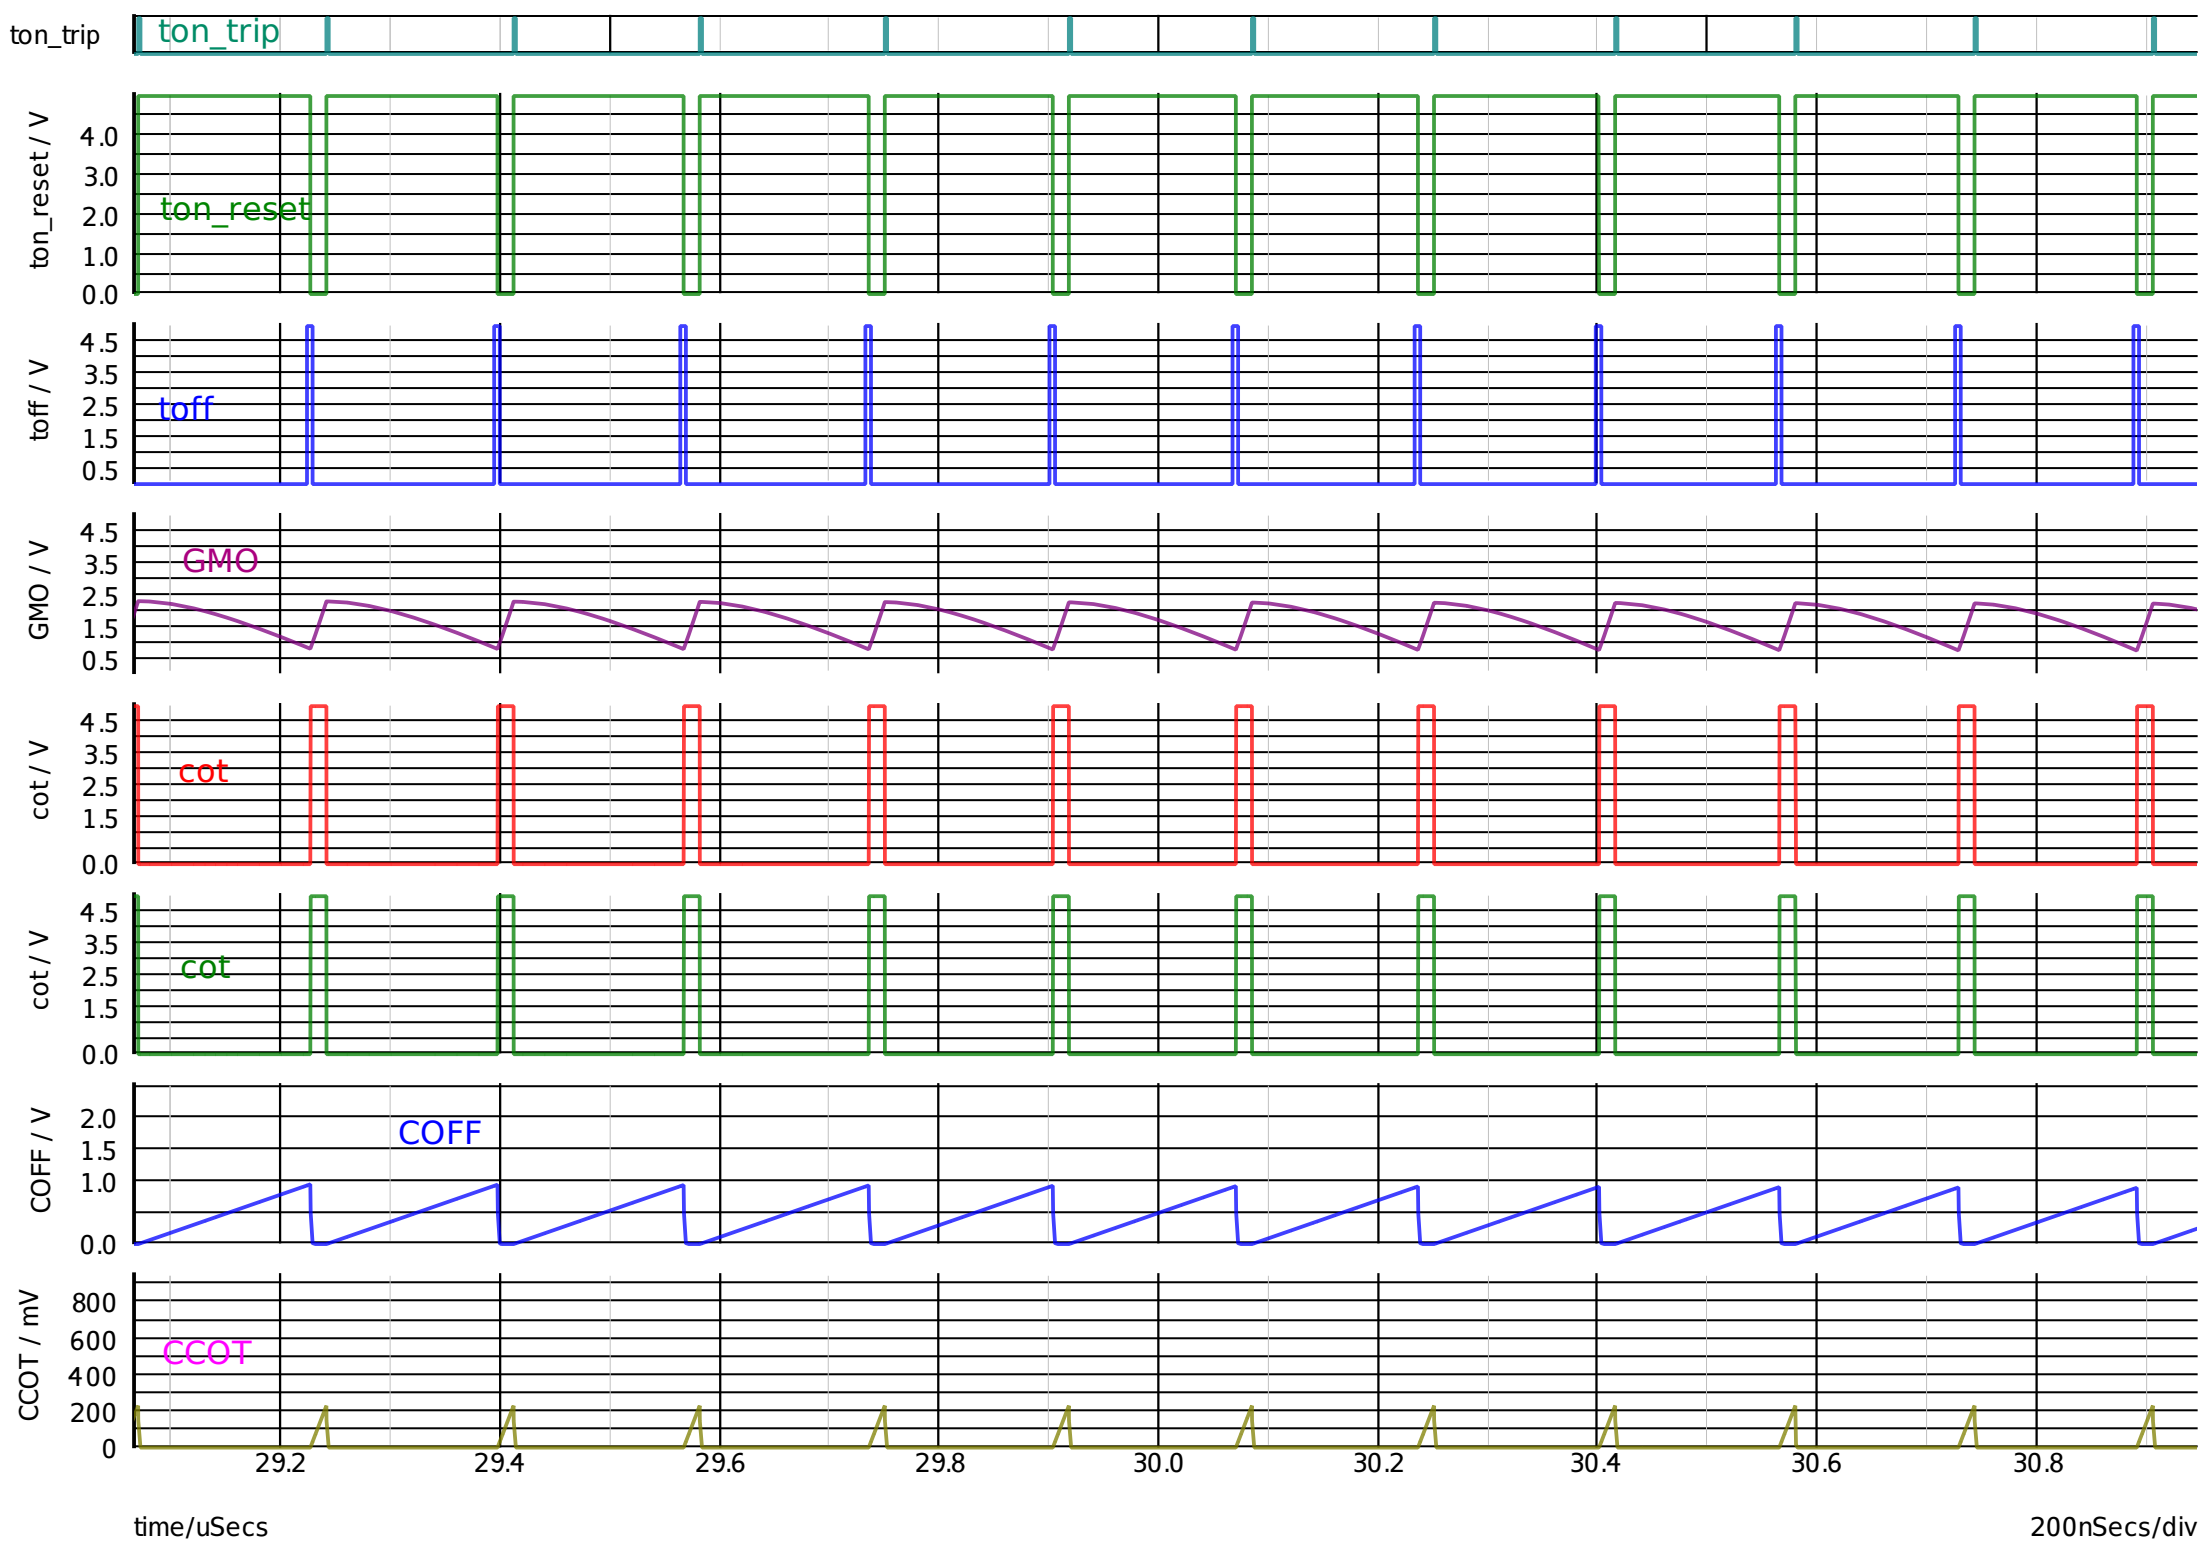 ton_trip
ton_trip
ton_reset / V
4.0
3.0
2.0
1.0
0.0
ton_reset
toff / V
4.5
3.5
2.5
1.5
0.5
toff
GMO / V
4.5
3.5
2.5
1.5
0.5
GMO
cot / V
4.5
3.5
2.5
1.5
0.0
cot
cot / V
4.5
3.5
2.5
1.5
0.0
cot
COFF / V
2.0
1.5
1.0
0.0
COFF
CCOT / mV
800
600
400
200
0
CCOT
29.2 29.4 29.6 29.8 30.0 30.2 30.4 30.6 30.8
time/uSecs
200nSecs/div